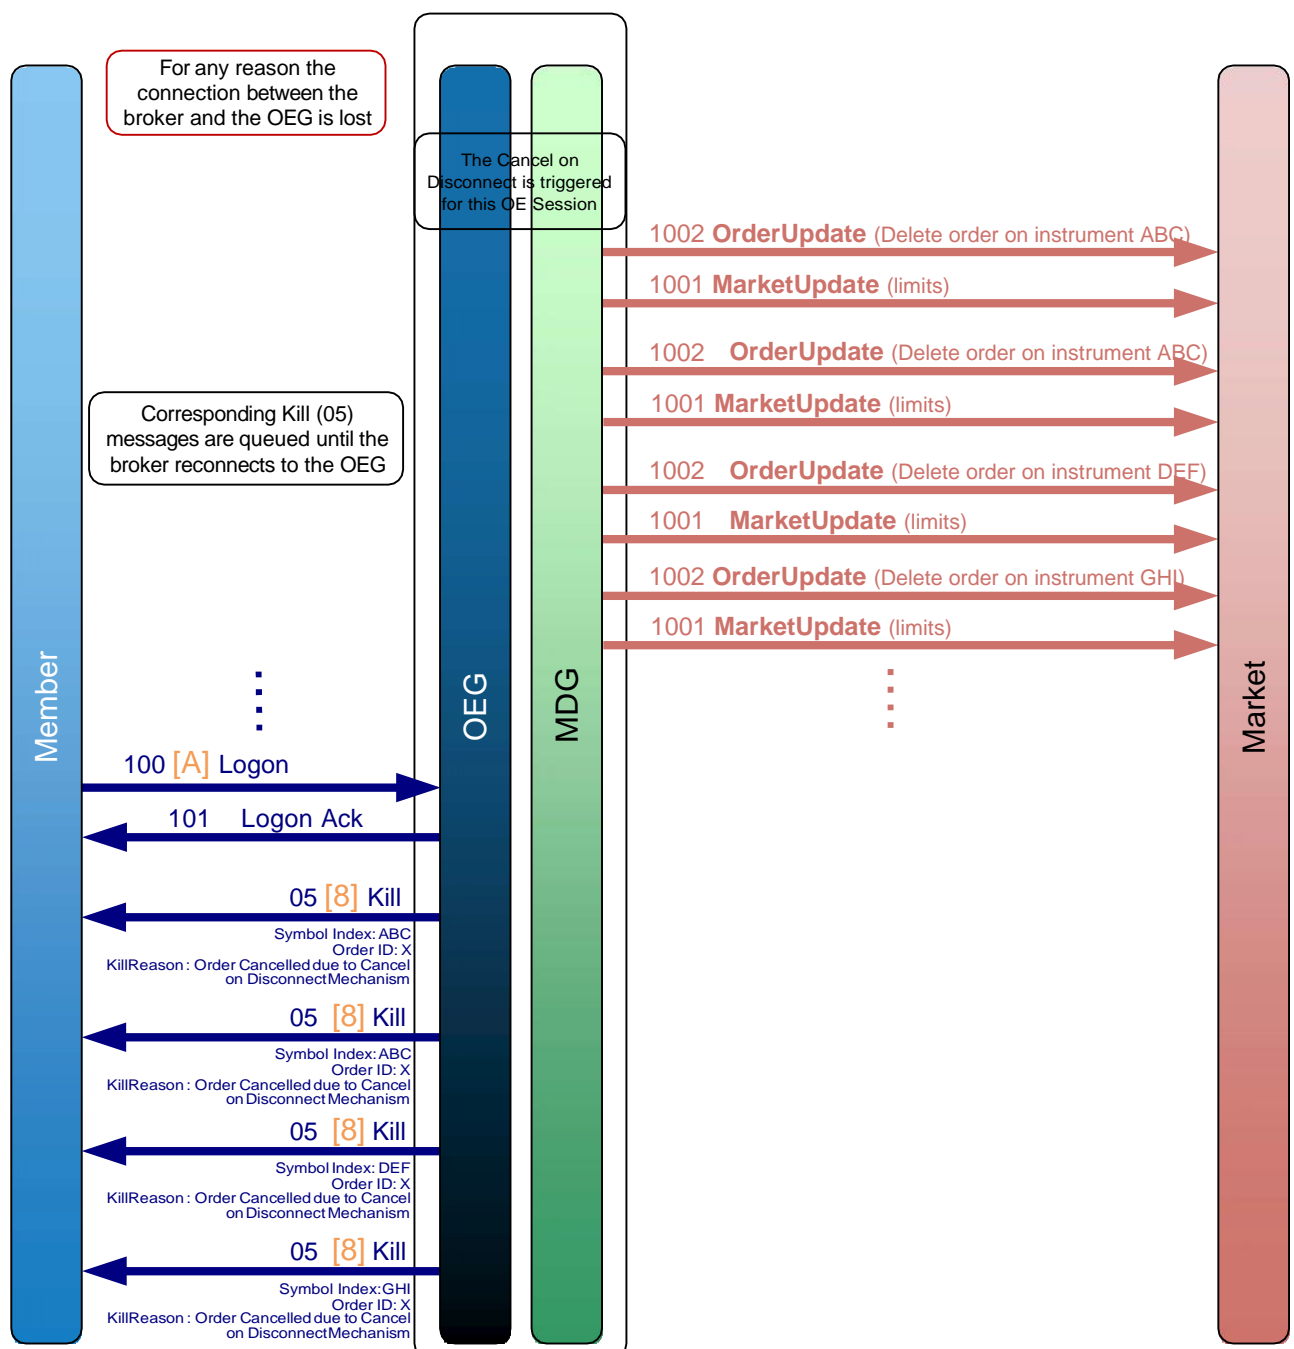 For any reason the
connection between the
broker and the OEG is lost
The Cancel on
Disconnect is triggered
for this OE Session
1002 OrderUpdate (Delete order on instrument ABC)
1001 MarketUpdate (limits)
1002 OrderUpdate (Delete order on instrument ABC)
1001 MarketUpdate (limits)
1002 OrderUpdate (Delete order on instrument DEF)
1001 MarketUpdate (limits)
1002 OrderUpdate (Delete order on instrument GHI)
1001 MarketUpdate (limits)
Corresponding Kill (05)
messages are queued until the
broker reconnects to the OEG
Member
OEG
MDG
Market
100 [A] Logon
101 Logon Ack
05 [8] Kill
Symbol Index: ABC
Order ID: X
KillReason : Order Cancelled due to Cancel
on Disconnect Mechanism
05 [8] Kill
Symbol Index: ABC
Order ID: X
KillReason : Order Cancelled due to Cancel
on Disconnect Mechanism
05 [8] Kill
Symbol Index: DEF
Order ID: X
KillReason : Order Cancelled due to Cancel
on Disconnect Mechanism
05 [8] Kill
Symbol Index: GHI
Order ID: X
KillReason : Order Cancelled due to Cancel
on Disconnect Mechanism